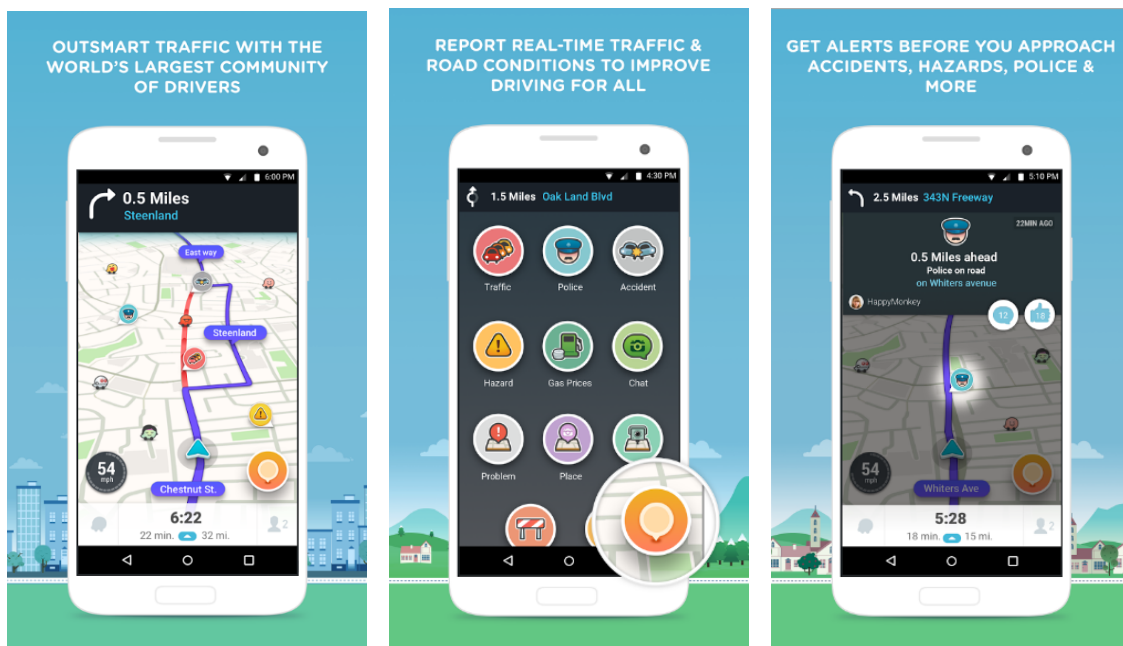 OUTSMART TRAFFIC WITH THE
WORLD'S LARGEST COMMUNITY
OF DRIVERS
6:00 PM
0.5 Miles
Steenland
East way
Steenland
54
mph
Chestnut St.
6:22
22 min. 32 mi.
2
REPORT REAL-TIME TRAFFIC &
ROAD CONDITIONS TO IMPROVE
DRIVING FOR ALL
4:30 PM
1.5 Miles Oak Land Blvd
Traffic Police Accident
Hazard Gas Prices Chat
Problem Place
GET ALERTS BEFORE YOU APPROACH
ACCIDENTS, HAZARDS, POLICE &
MORE
5:10 PM
2.5 Miles 343N Freeway
22MIN AGO
0.5 Miles ahead
Police on road
on Whiters avenue
HappyMonkey
12 18
54
mph
Whiters Ave
5:28
18 min. 15 mi.
2